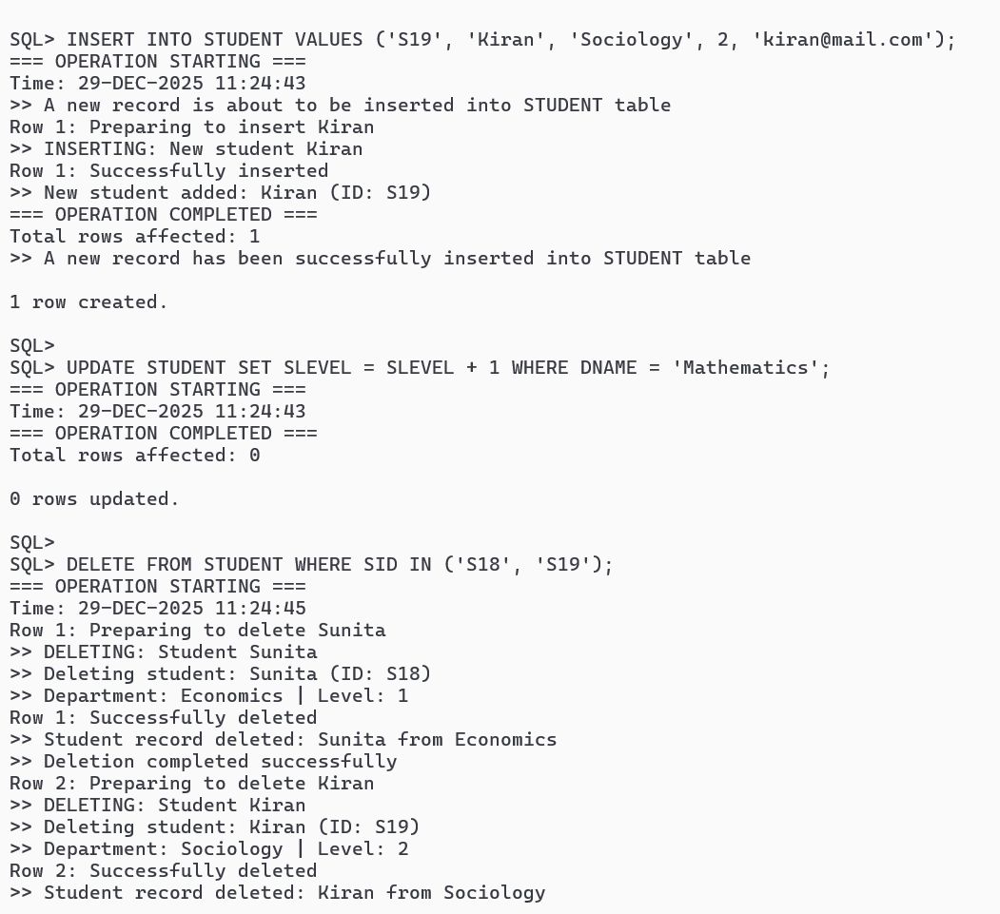 SQL> INSERT INTO STUDENT VALUES ('S19', 'Kiran', 'Sociology', 2, 'kiran@mail.com');
=== OPERATION STARTING ===
Time: 29-DEC-2025 11:24:43
>> A new record is about to be inserted into STUDENT table
Row 1: Preparing to insert Kiran
>> INSERTING: New student Kiran
Row 1: Successfully inserted
>> New student added: Kiran (ID: S19)
=== OPERATION COMPLETED ===
Total rows affected: 1
>> A new record has been successfully inserted into STUDENT table
1 row created.
SQL>
SQL> UPDATE STUDENT SET SLEVEL = SLEVEL + 1 WHERE DNAME = 'Mathematics';
=== OPERATION STARTING ===
Time: 29-DEC-2025 11:24:43
=== OPERATION COMPLETED ===
Total rows affected: 0
0 rows updated.
SQL>
SQL> DELETE FROM STUDENT WHERE SID IN ('S18', 'S19');
=== OPERATION STARTING ===
Time: 29-DEC-2025 11:24:45
Row 1: Preparing to delete Sunita
>> DELETING: Student Sunita
>> Deleting student: Sunita (ID: S18)
>> Department: Economics | Level: 1
Row 1: Successfully deleted
>> Student record deleted: Sunita from Economics
>> Deletion completed successfully
Row 2: Preparing to delete Kiran
>> DELETING: Student Kiran
>> Deleting student: Kiran (ID: S19)
>> Department: Sociology | Level: 2
Row 2: Successfully deleted
>> Student record deleted: Kiran from Sociology